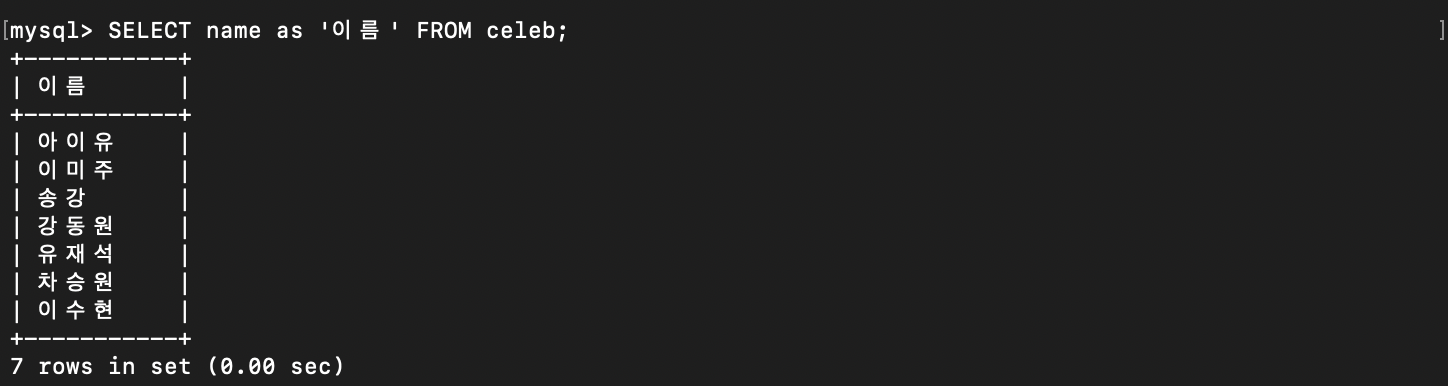 mysql> SELECT name as '이름' FROM celeb;
+-----------+
| 이름      |
+-----------+
| 아이유    |
| 이미주    |
| 송강      |
| 강동원    |
| 유재석    |
| 차승원    |
| 이수현    |
+-----------+
7 rows in set (0.00 sec)